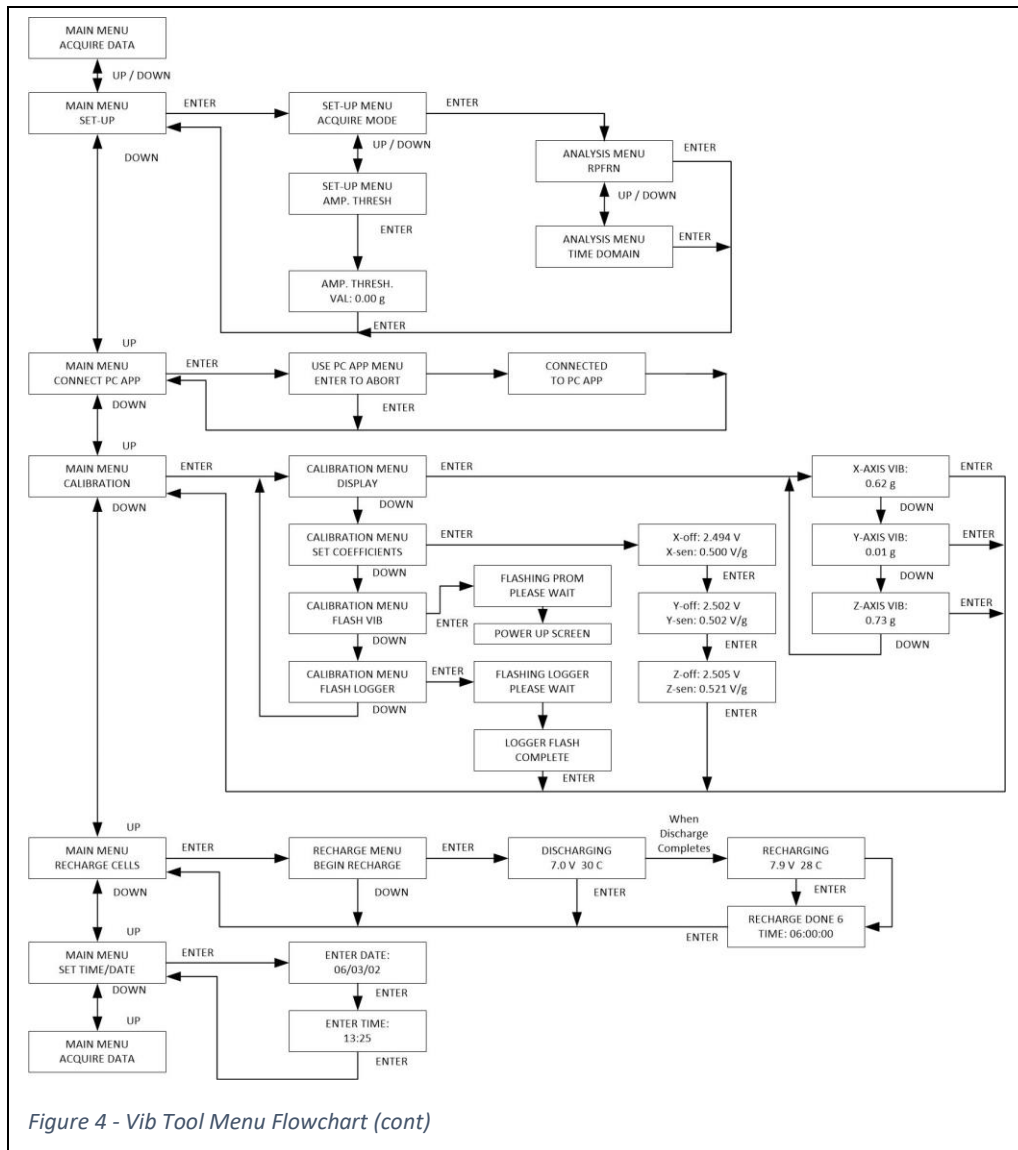 MAIN MENU
ACQUIRE DATA
UP / DOWN
MAIN MENU
SET-UP
ENTER
SET-UP MENU
ACQUIRE MODE
ENTER
DOWN
UP / DOWN
ANALYSIS MENU
RPFRN
ENTER
SET-UP MENU
AMP. THRESH
UP / DOWN
ENTER
ANALYSIS MENU
TIME DOMAIN
ENTER
AMP. THRESH.
VAL: 0.00 g
ENTER
UP
MAIN MENU
CONNECT PC APP
ENTER
USE PC APP MENU
ENTER TO ABORT
CONNECTED
TO PC APP
DOWN
ENTER
UP
MAIN MENU
CALIBRATION
ENTER
CALIBRATION MENU
DISPLAY
ENTER
X-AXIS VIB:
0.62 g
ENTER
DOWN
DOWN
DOWN
CALIBRATION MENU
SET COEFFICIENTS
ENTER
X-off: 2.494 V
X-sen: 0.500 V/g
Y-AXIS VIB:
0.01 g
ENTER
DOWN
ENTER
DOWN
CALIBRATION MENU
FLASH VIB
ENTER
FLASHING PROM
PLEASE WAIT
POWER UP SCREEN
Y-off: 2.502 V
Y-sen: 0.502 V/g
Z-AXIS VIB:
0.73 g
ENTER
DOWN
ENTER
DOWN
CALIBRATION MENU
FLASH LOGGER
ENTER
FLASHING LOGGER
PLEASE WAIT
Z-off: 2.505 V
Z-sen: 0.521 V/g
DOWN
ENTER
LOGGER FLASH
COMPLETE
ENTER
UP
When
Discharge
Completes
MAIN MENU
RECHARGE CELLS
ENTER
RECHARGE MENU
BEGIN RECHARGE
ENTER
DISCHARGING
7.0 V 30 C
RECHARGING
7.9 V 28 C
DOWN
DOWN
ENTER
ENTER
RECHARGE DONE 6
TIME: 06:00:00
ENTER
UP
MAIN MENU
SET TIME/DATE
ENTER
ENTER DATE:
06/03/02
DOWN
ENTER
UP
ENTER TIME:
13:25
MAIN MENU
ACQUIRE DATA
ENTER
Figure 4 - Vib Tool Menu Flowchart (cont)